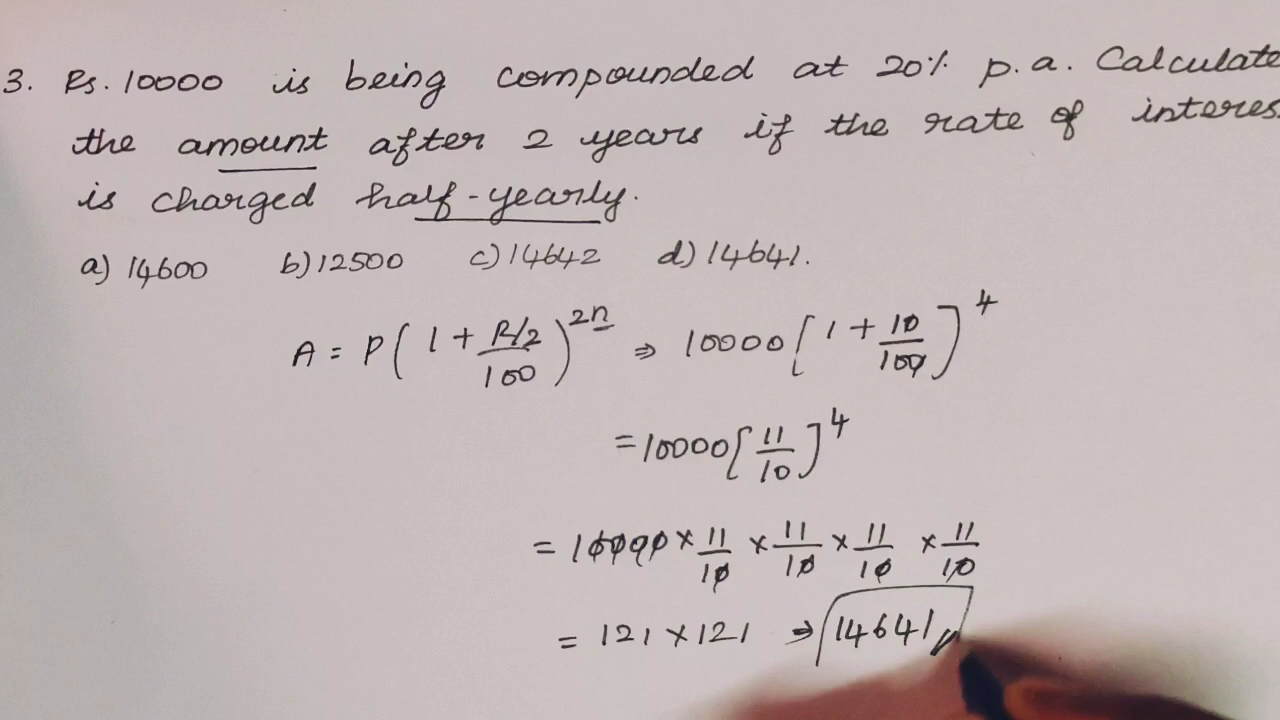 3. Rs. 10000 is being compounded at 20% p.a. Calculate
the amount after 2 years if the rate of interes
is charged half-yearly.
a) 14600 b) 12500 c) 14642 d) 14641.
A = P(1 + R/2/100)^2n ⇒ 10000[1 + 10/100]^4
= 10000[11/10]^4
= 10000 × 11/10 × 11/10 × 11/10 × 11/10
= 121 × 121 ⇒ 14641